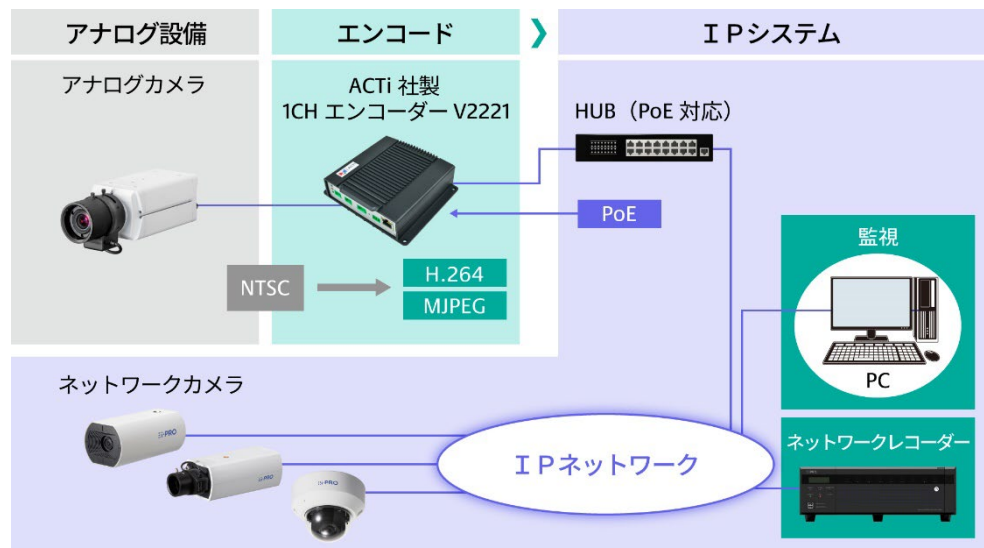 アナログ設備
エンコード
IPシステム
アナログカメラ
ACTi 社製
1CH エンコーダー V2221
HUB（PoE 対応）
PoE
NTSC
H.264
MJPEG
監視
PC
ネットワークカメラ
i-PRO
i-PRO
i-PRO
IPネットワーク
ネットワークレコーダー